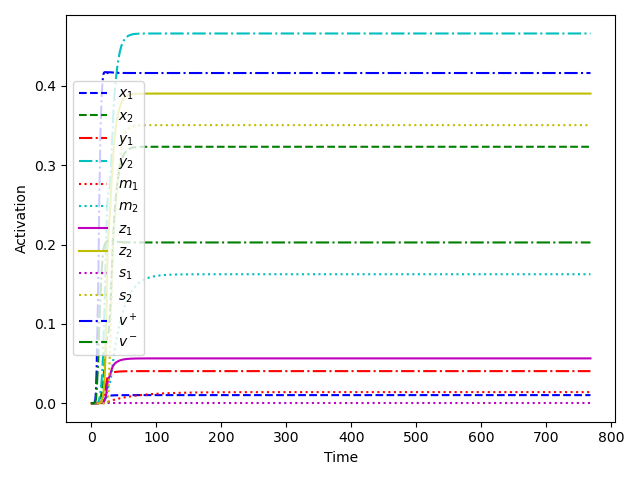 0.4
0.3
0.2
0.1
0.0
Activation
x₁
x₂
y₁
y₂
m₁
m₂
z₁
z₂
s₁
s₂
v⁺
v⁻
0 100 200 300 400 500 600 700 800
Time